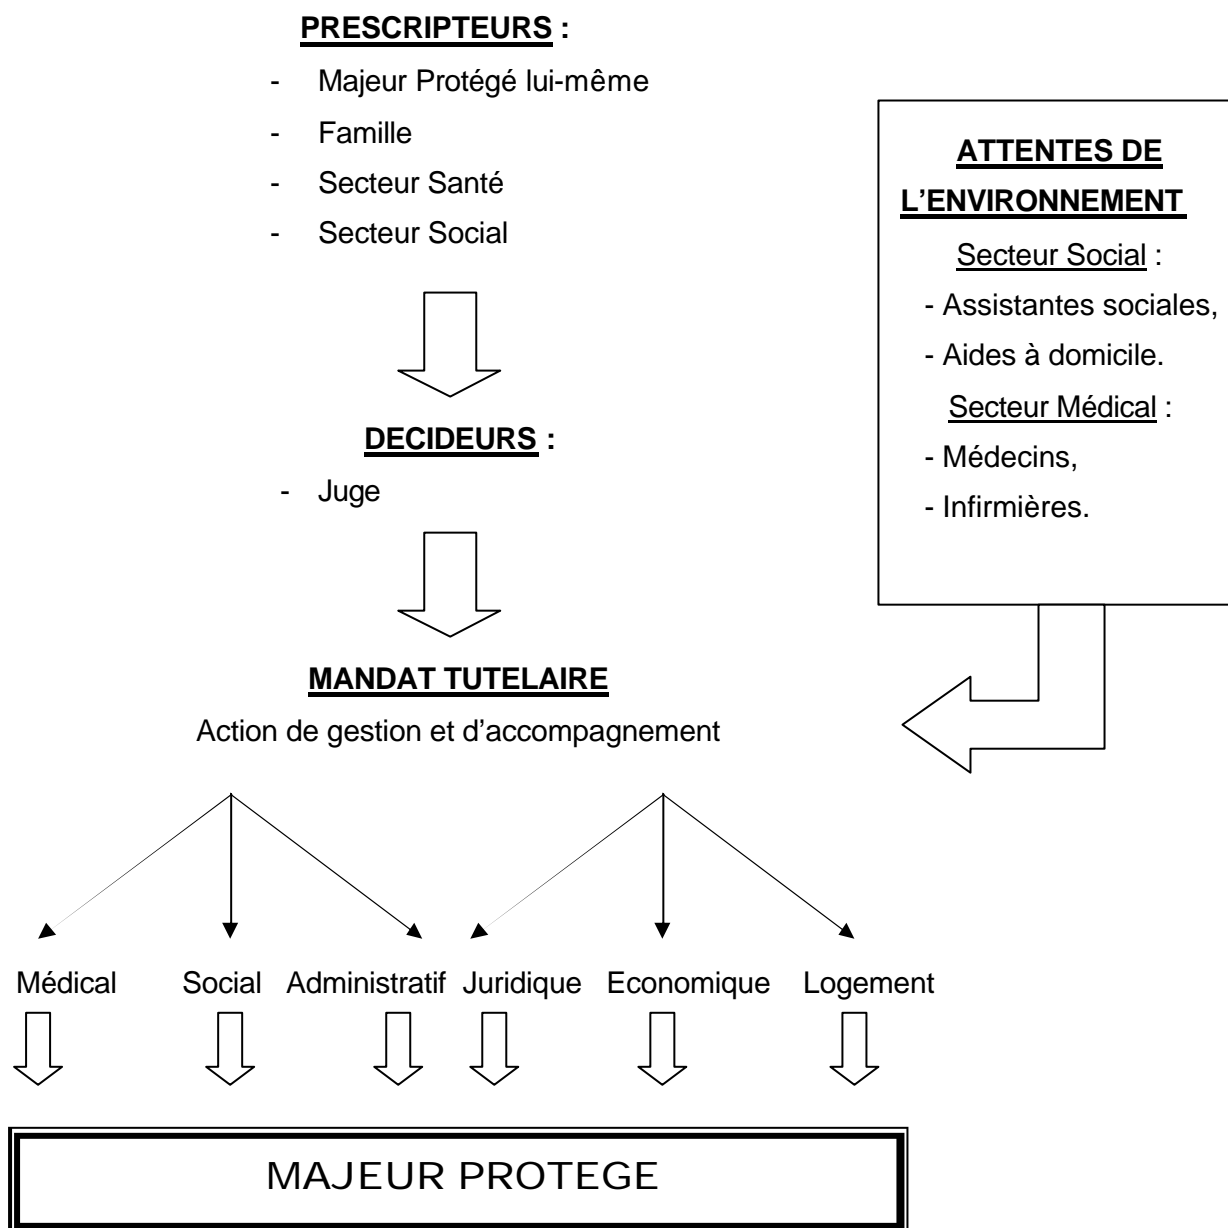 PRESCRIPTEURS :
- Majeur Protégé lui-même
- Famille
- Secteur Santé
- Secteur Social
DECIDEURS :
- Juge
MANDAT TUTELAIRE
Action de gestion et d'accompagnement
ATTENTES DE
L'ENVIRONNEMENT
Secteur Social :
- Assistantes sociales,
- Aides à domicile.
Secteur Médical :
- Médecins,
- Infirmières.
Médical Social Administratif Juridique Economique Logement
MAJEUR PROTEGE